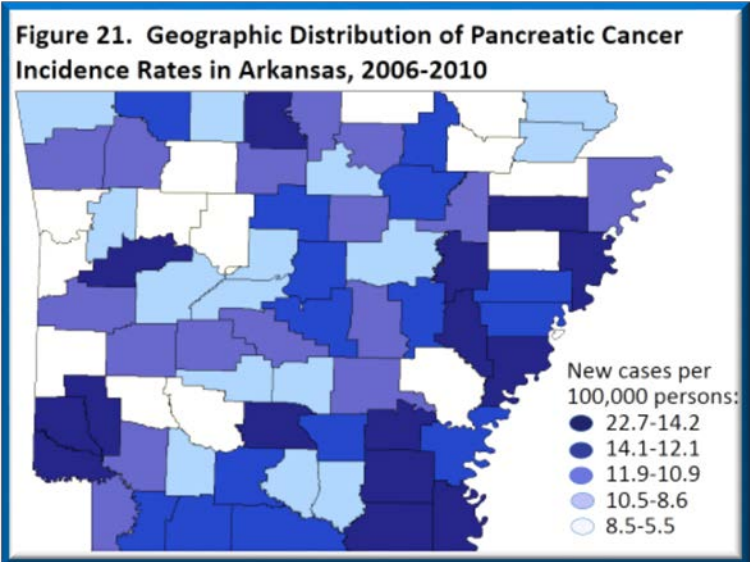 Figure 21. Geographic Distribution of Pancreatic Cancer
Incidence Rates in Arkansas, 2006-2010
New cases per
100,000 persons:
22.7-14.2
14.1-12.1
11.9-10.9
10.5-8.6
8.5-5.5